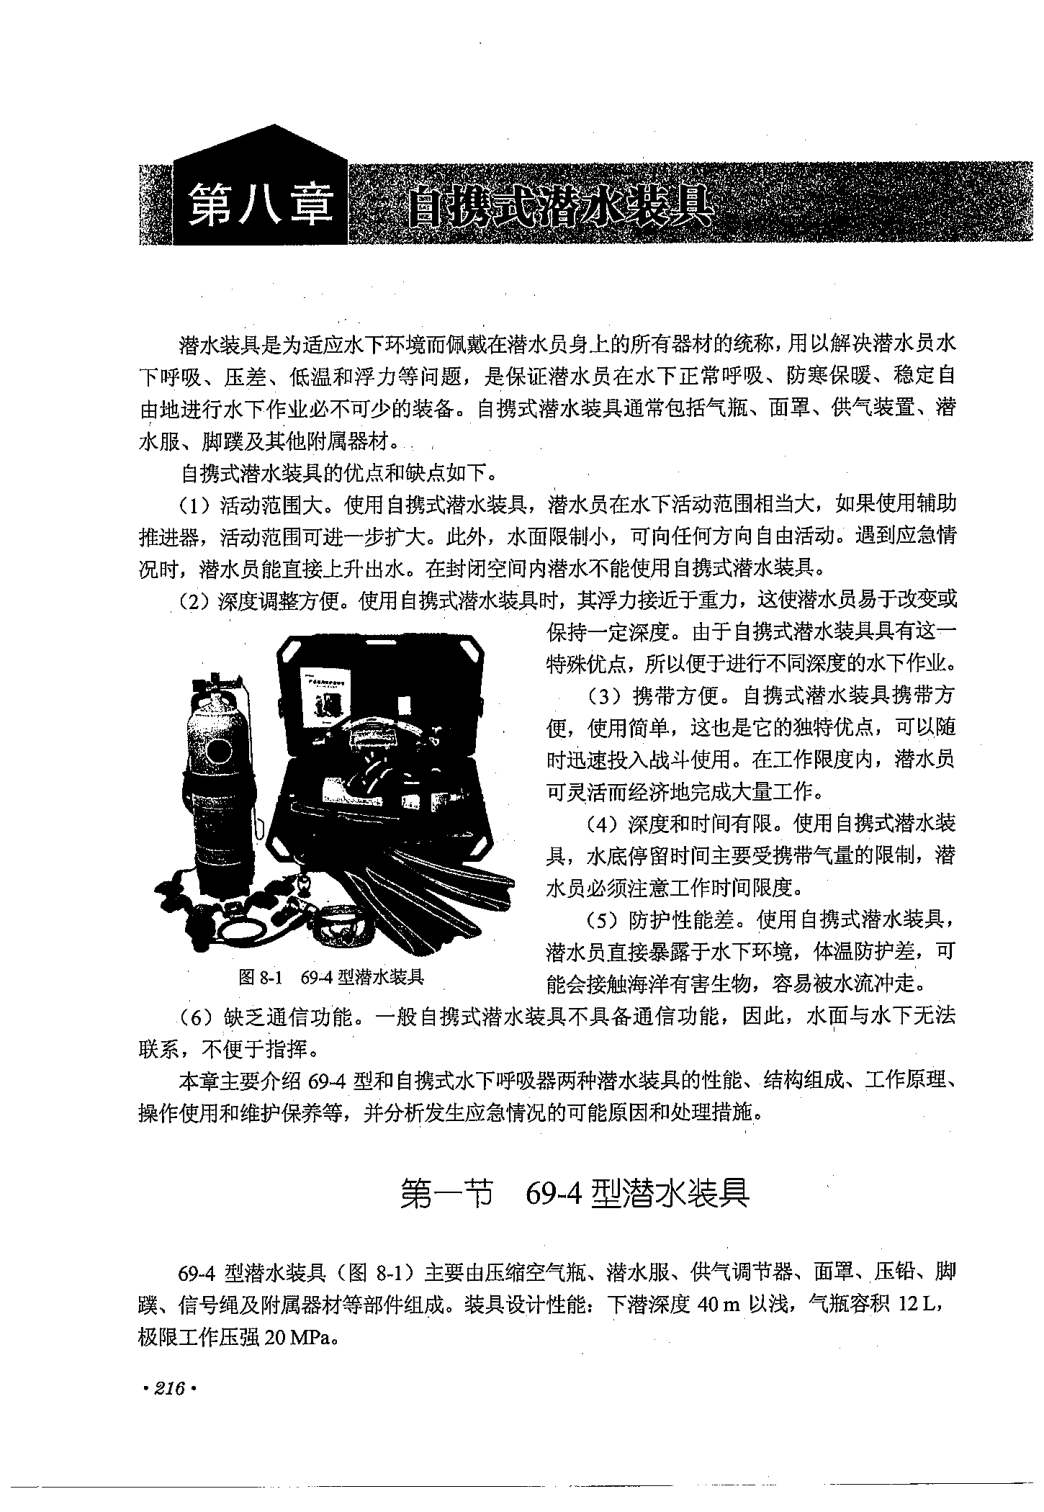 第八章 自携式潜水装具
潜水装具是为适应水下环境而佩戴在潜水员身上的所有器材的统称，用以解决潜水员水
下呼吸、压差、低温和浮力等问题，是保证潜水员在水下正常呼吸、防寒保暖、稳定自
由地进行水下作业必不可少的装备。自携式潜水装具通常包括气瓶、面罩、供气装置、潜
水服、脚蹼及其他附属器材。
自携式潜水装具的优点和缺点如下。
（1）活动范围大。使用自携式潜水装具，潜水员在水下活动范围相当大，如果使用辅助
推进器，活动范围可进一步扩大。此外，水面限制小，可向任何方向自由活动。遇到应急情
况时，潜水员能直接上升出水。在封闭空间内潜水不能使用自携式潜水装具。
（2）深度调整方便。使用自携式潜水装具时，其浮力接近于重力，这使潜水员易于改变或
保持一定深度。由于自携式潜水装具具有这一
特殊优点，所以便于进行不同深度的水下作业。
（3）携带方便。自携式潜水装具携带方
便，使用简单，这也是它的独特优点，可以随
时迅速投入战斗使用。在工作限度内，潜水员
可灵活而经济地完成大量工作。
（4）深度和时间有限。使用自携式潜水装
具，水底停留时间主要受携带气量的限制，潜
水员必须注意工作时间限度。
（5）防护性能差。使用自携式潜水装具，
潜水员直接暴露于水下环境，体温防护差，可
能会接触海洋有害生物，容易被水流冲走。
图 8-1 69-4 型潜水装具
（6）缺乏通信功能。一般自携式潜水装具不具备通信功能，因此，水面与水下无法
联系，不便于指挥。
本章主要介绍 69-4 型和自携式水下呼吸器两种潜水装具的性能、结构组成、工作原理、
操作使用和维护保养等，并分析发生应急情况的可能原因和处理措施。
第一节 69-4 型潜水装具
69-4 型潜水装具（图 8-1）主要由压缩空气瓶、潜水服、供气调节器、面罩、压铅、脚
蹼、信号绳及附属器材等部件组成。装具设计性能：下潜深度 40 m 以浅，气瓶容积 12 L，
极限工作压强 20 MPa。
·216·